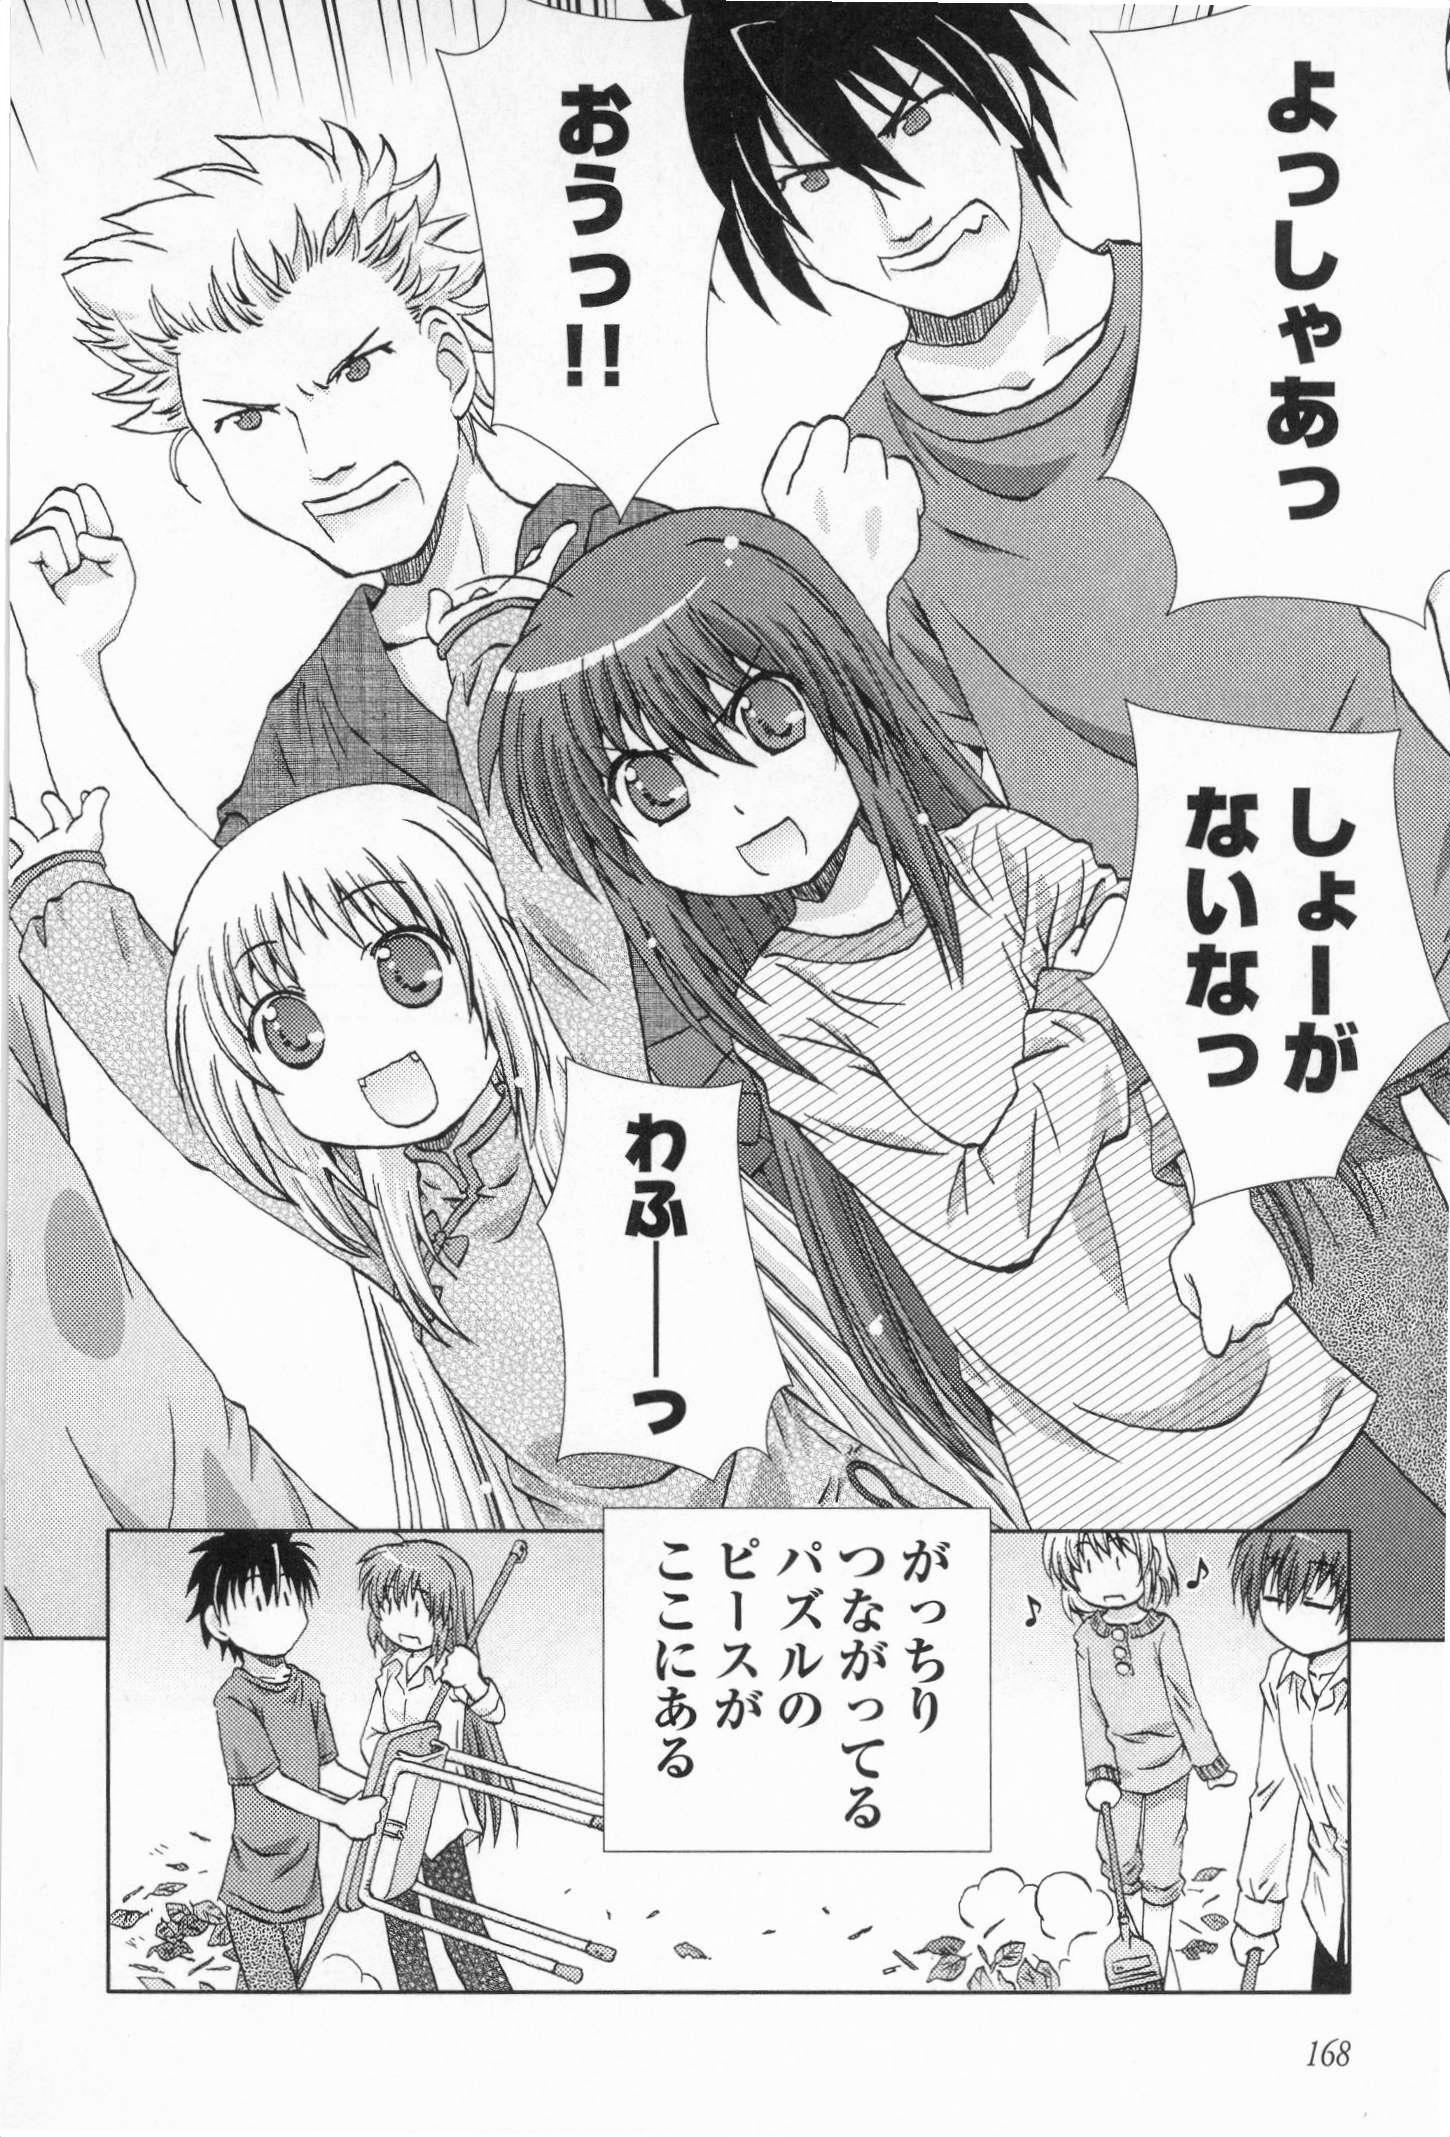 よっしゃあっ
おうっ!!
しょーが
ないなっ
わふ――っ
がっちり
つながってる
パズルの
ピースが
ここにある
♪
♪
168